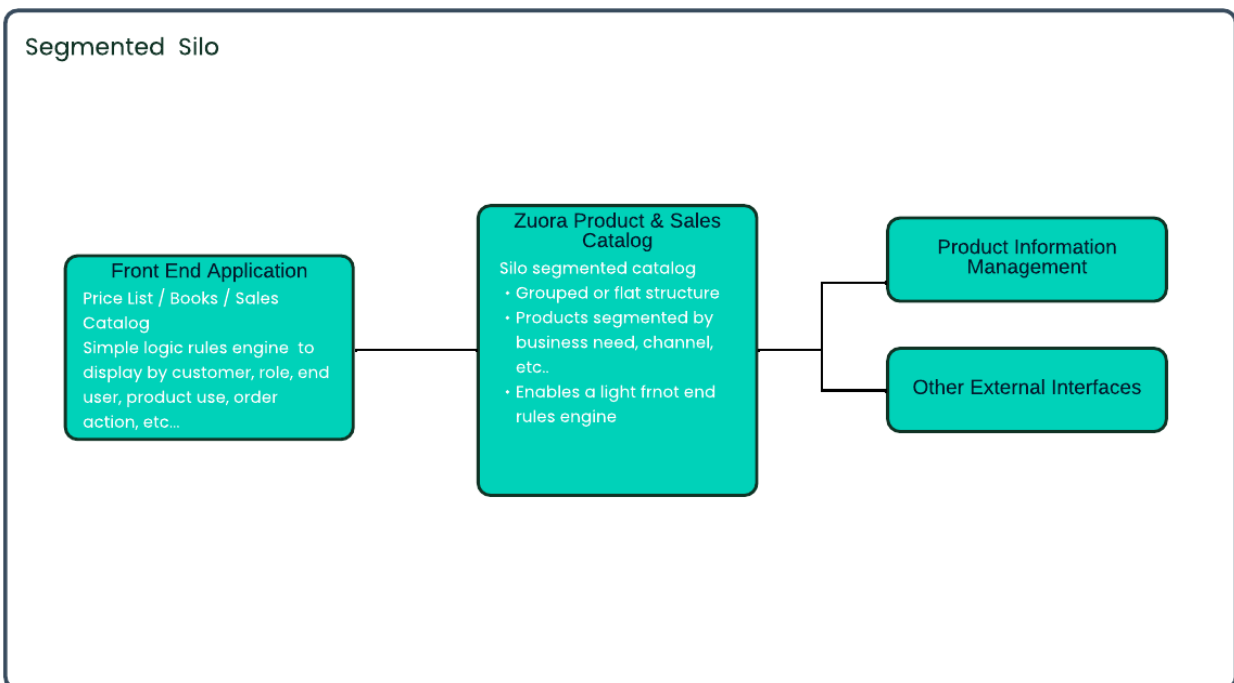 Segmented Silo
Front End Application
Price List / Books / Sales
Catalog
Simple logic rules engine to
display by customer, role, end
user, product use, order
action, etc...
Zuora Product & Sales
Catalog
Silo segmented catalog
• Grouped or flat structure
• Products segmented by
business need, channel,
etc..
• Enables a light frnot end
rules engine
Product Information
Management
Other External Interfaces